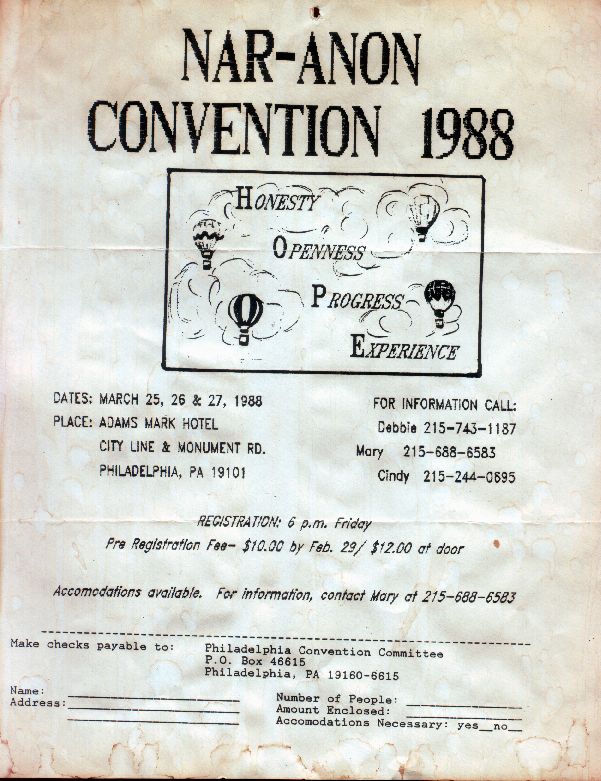 NAR-ANON
CONVENTION 1988
HONESTY
OPENNESS
PROGRESS
EXPERIENCE
DATES: MARCH 25, 26 & 27, 1988
PLACE: ADAMS MARK HOTEL
CITY LINE & MONUMENT RD.
PHILADELPHIA, PA 19101
FOR INFORMATION CALL:
Debbie 215-743-1187
Mary 215-688-6583
Cindy 215-244-0695
REGISTRATION: 6 p.m. Friday
Pre Registration Fee- $10.00 by Feb. 29/ $12.00 at door
Accomodations available. For information, contact Mary at 215-688-6583
Make checks payable to: Philadelphia Convention Committee
P.O. Box 46615
Philadelphia, PA 19160-6615
Name:
Address:
Number of People:
Amount Enclosed:
Accomodations Necessary: yes__no__